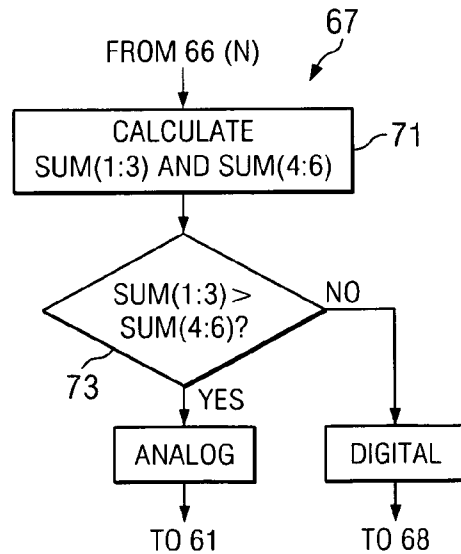 67
FROM 66 (N)
CALCULATE
SUM(1:3) AND SUM(4:6)
71
SUM(1:3) >
SUM(4:6)?
NO
73
YES
ANALOG
DIGITAL
TO 61
TO 68